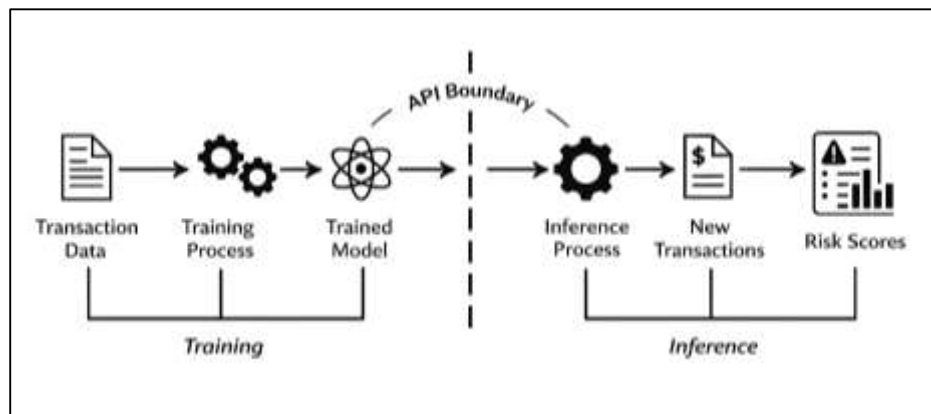 API Boundary
$
Transaction
Data
Training
Process
Trained
Model
Inference
Process
New
Transactions
Risk Scores
Training
Inference